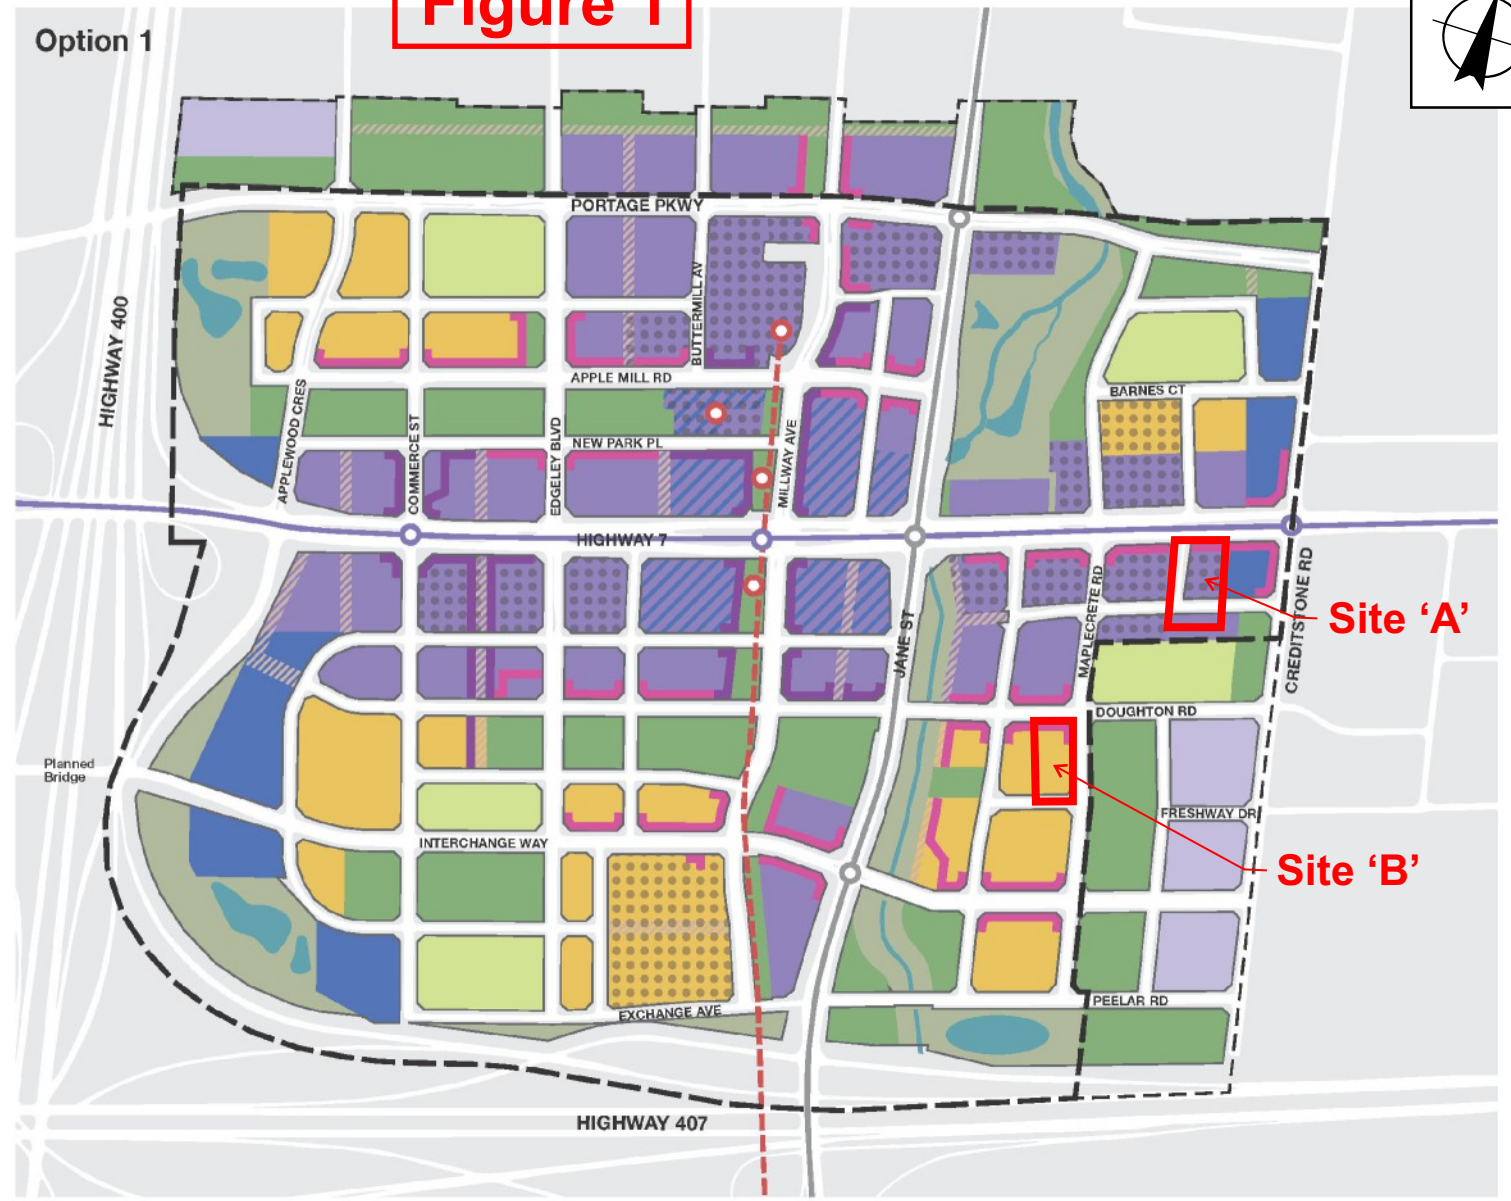 Figure 1
Option 1
PORTAGE PKWY
HIGHWAY 400
BUTTERMILL AV
APPLE MILL RD
BARNES CT
APPLEWOOD CRES
COMMERCE ST
EDGELEY BLVD
NEW PARK PL
MILLWAY AVE
HIGHWAY 7
JANE ST
MAPLECRETE RD
CREDITSTONE RD
Site ‘A’
DOUGHTON RD
Planned
Bridge
FRESHWAY DR
INTERCHANGE WAY
Site ‘B’
PEELAR RD
EXCHANGE AVE
HIGHWAY 407